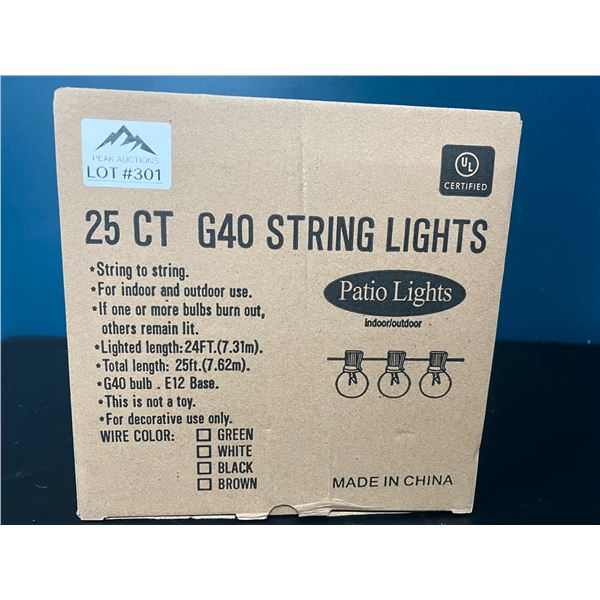 PEAK AUCTIONS
LOT #301
UL
CERTIFIED
25 CT G40 STRING LIGHTS
•String to string.
•For indoor and outdoor use.
•If one or more bulbs burn out,
others remain lit.
•Lighted length:24FT.(7.31m).
•Total length: 25ft.(7.62m).
•G40 bulb . E12 Base.
•This is not a toy.
•For decorative use only.
WIRE COLOR: GREEN
WHITE
BLACK
BROWN
Patio Lights
indoor/outdoor
MADE IN CHINA